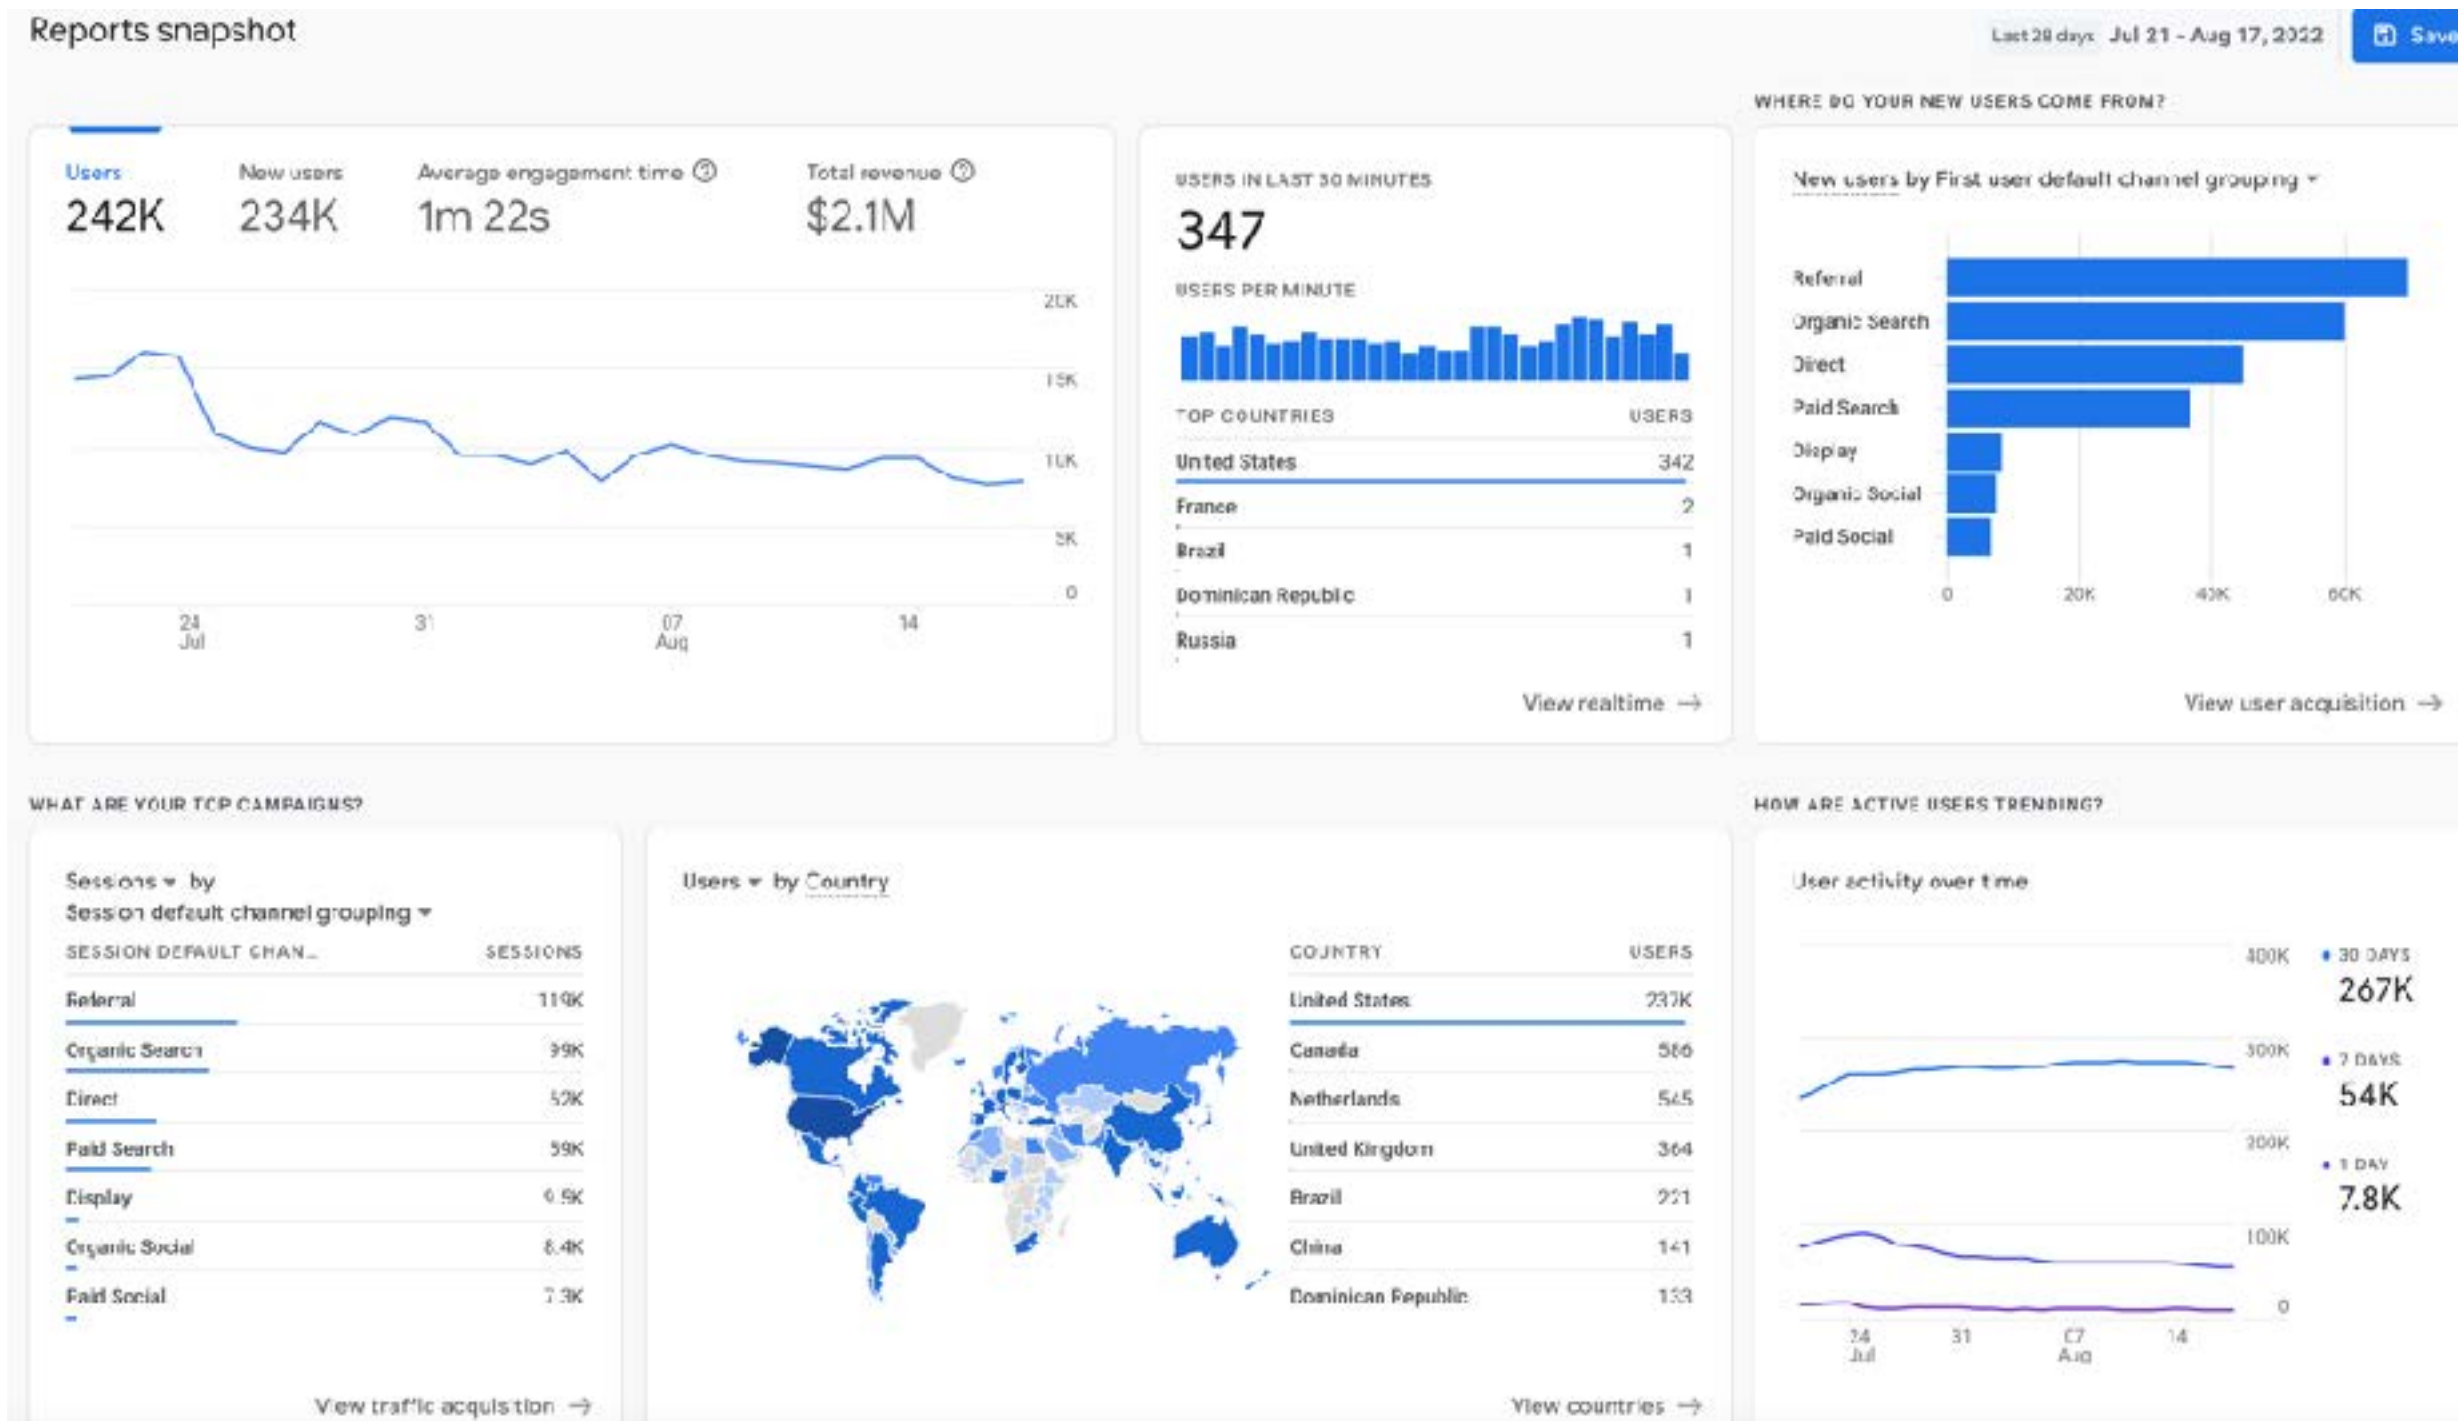 Reports snapshot
Last 28 days Jul 21 - Aug 17, 2022
Save
Users
242K
New users
234K
Average engagement time
1m 22s
Total revenue
$2.1M
20K
15K
10K
5K
0
24
Jul
31
07
Aug
14
USERS IN LAST 30 MINUTES
347
USERS PER MINUTE
TOP COUNTRIES USERS
United States 342
France 2
Brazil 1
Dominican Republic 1
Russia 1
View realtime →
WHERE DO YOUR NEW USERS COME FROM?
New users by First user default channel grouping
Referral
Organic Search
Direct
Paid Search
Display
Organic Social
Paid Social
0 20K 40K 60K
View user acquisition →
WHAT ARE YOUR TOP CAMPAIGNS?
Sessions by
Session default channel grouping
SESSION DEFAULT CHAN... SESSIONS
Referral 119K
Organic Search 99K
Direct
Paid Search
Display 9.5K
Organic Social 8.4K
Paid Social 7.3K
View traffic acquisition →
Users by Country
COUNTRY USERS
United States 237K
Canada 586
Netherlands 545
United Kingdom 364
Brazil 221
China 141
Dominican Republic 133
View countries →
HOW ARE ACTIVE USERS TRENDING?
User activity over time
400K
300K
200K
100K
0
24
Jul
31
07
Aug
14
30 DAYS
267K
7 DAYS
54K
1 DAY
7.8K